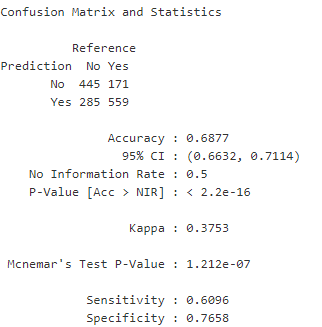 Confusion Matrix and Statistics
Reference
Prediction No Yes
No 445 171
Yes 285 559
Accuracy : 0.6877
95% CI : (0.6632, 0.7114)
No Information Rate : 0.5
P-Value [Acc > NIR] : < 2.2e-16
Kappa : 0.3753
Mcnemar's Test P-Value : 1.212e-07
Sensitivity : 0.6096
Specificity : 0.7658